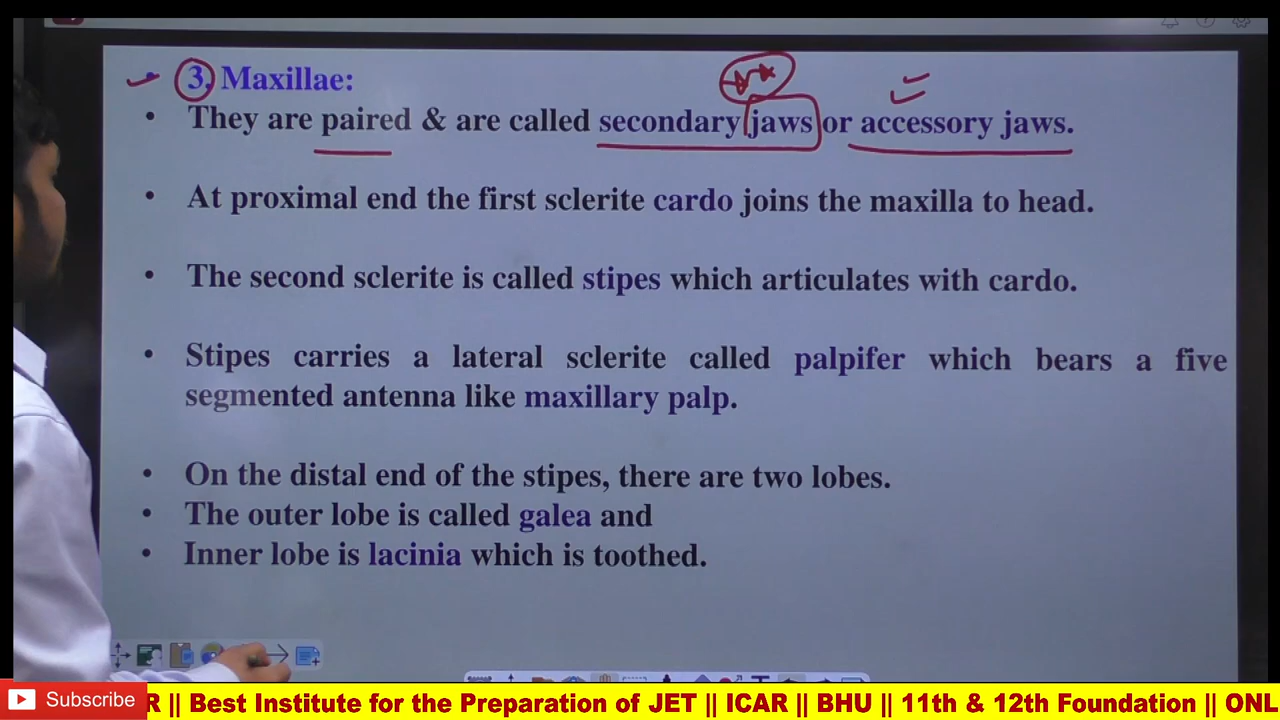 3. Maxillae:
• They are paired & are called secondary jaws or accessory jaws.
• At proximal end the first sclerite cardo joins the maxilla to head.
• The second sclerite is called stipes which articulates with cardo.
• Stipes carries a lateral sclerite called palpifer which bears a five
segmented antenna like maxillary palp.
• On the distal end of the stipes, there are two lobes.
• The outer lobe is called galea and
• Inner lobe is lacinia which is toothed.
Subscribe
R || Best Institute for the Preparation of JET || ICAR || BHU || 11th & 12th Foundation || ONL